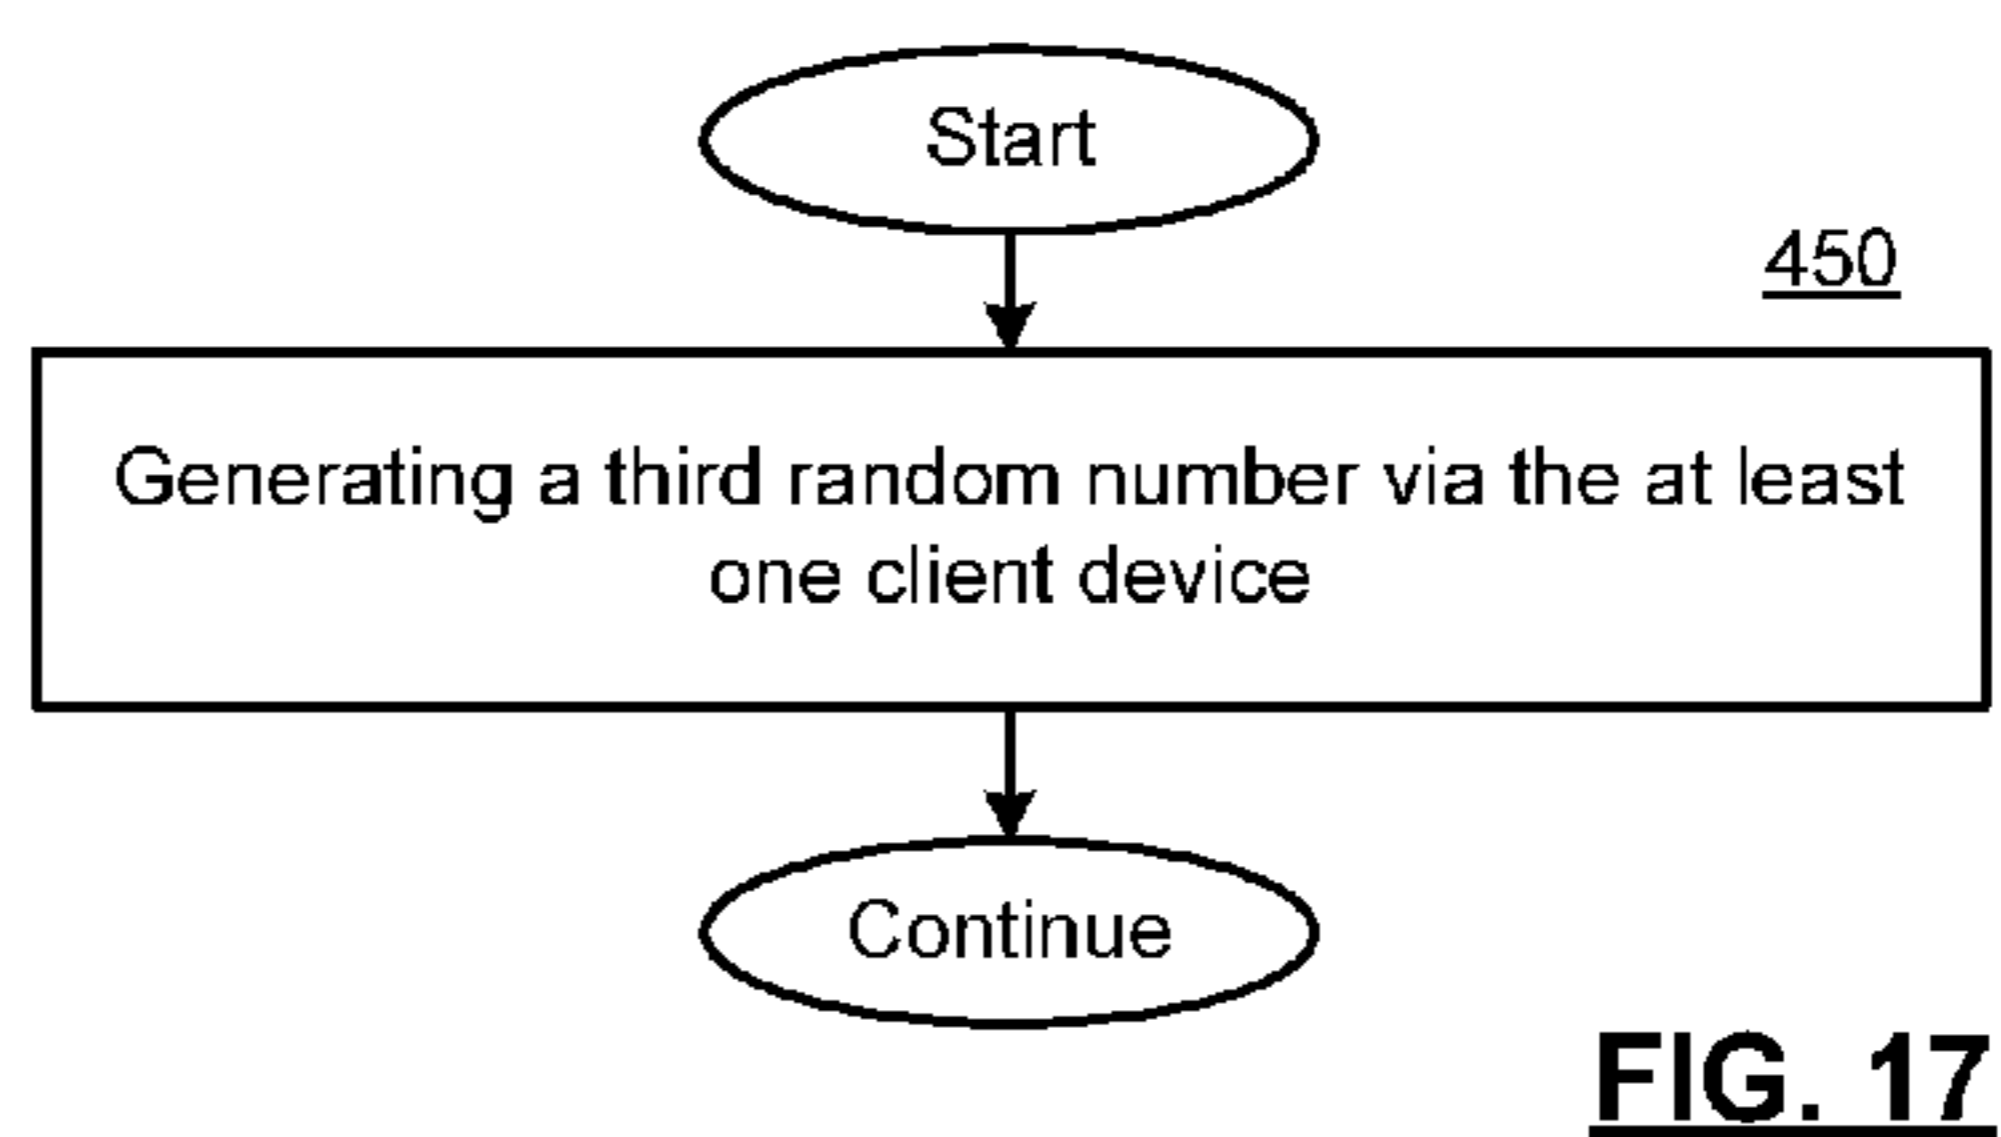 Start
450
Generating a third random number via the at least
one client device
Continue
FIG. 17